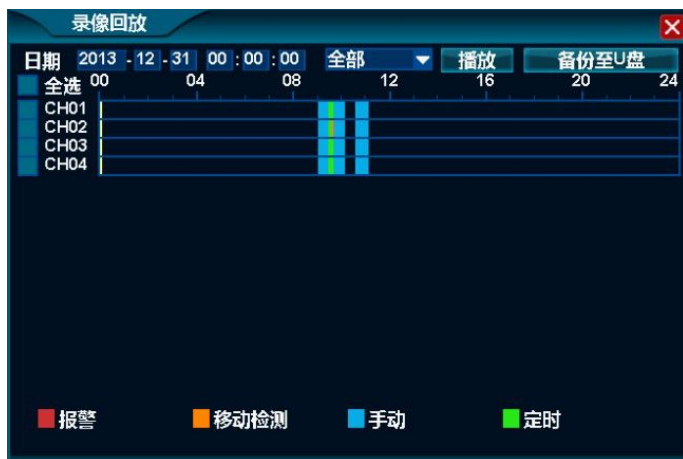 录像回放
日期 2013 - 12 - 31 00 : 00 : 00 全部 播放 备份至U盘
全选 00 04 08 12 16 20 24
CH01
CH02
CH03
CH04
报警 移动检测 手动 定时